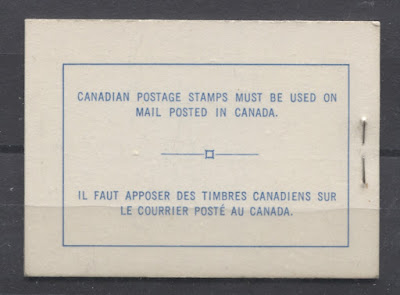 CANADIAN POSTAGE STAMPS MUST BE USED ON
MAIL POSTED IN CANADA.
IL FAUT APPOSER DES TIMBRES CANADIENS SUR
LE COURRIER POSTÉ AU CANADA.